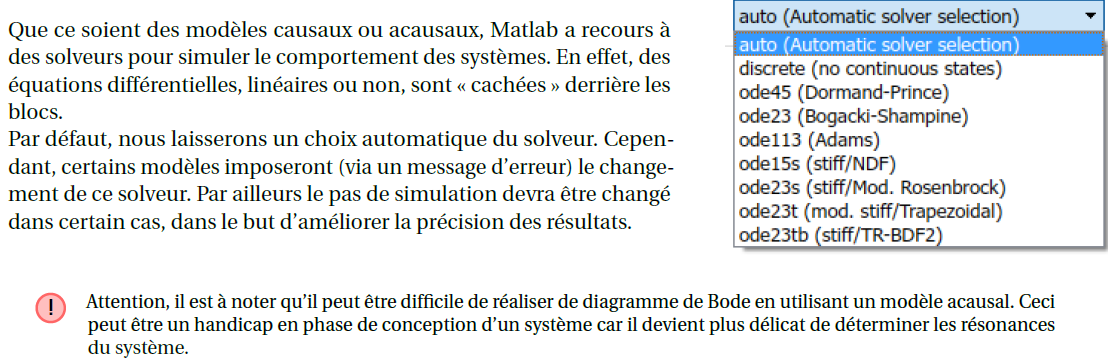 Que ce soient des modèles causaux ou acausaux, Matlab a recours à
des solveurs pour simuler le comportement des systèmes. En effet, des
équations différentielles, linéaires ou non, sont « cachées » derrière les
blocs.
Par défaut, nous laisserons un choix automatique du solveur. Cepen-
dant, certains modèles imposeront (via un message d'erreur) le change-
ment de ce solveur. Par ailleurs le pas de simulation devra être changé
dans certain cas, dans le but d'améliorer la précision des résultats.
auto (Automatic solver selection)
auto (Automatic solver selection)
discrete (no continuous states)
ode45 (Dormand-Prince)
ode23 (Bogacki-Shampine)
ode113 (Adams)
ode15s (stiff/NDF)
ode23s (stiff/Mod. Rosenbrock)
ode23t (mod. stiff/Trapezoidal)
ode23tb (stiff/TR-BDF2)
! Attention, il est à noter qu'il peut être difficile de réaliser de diagramme de Bode en utilisant un modèle acausal. Ceci
peut être un handicap en phase de conception d'un système car il devient plus délicat de déterminer les résonances
du système.